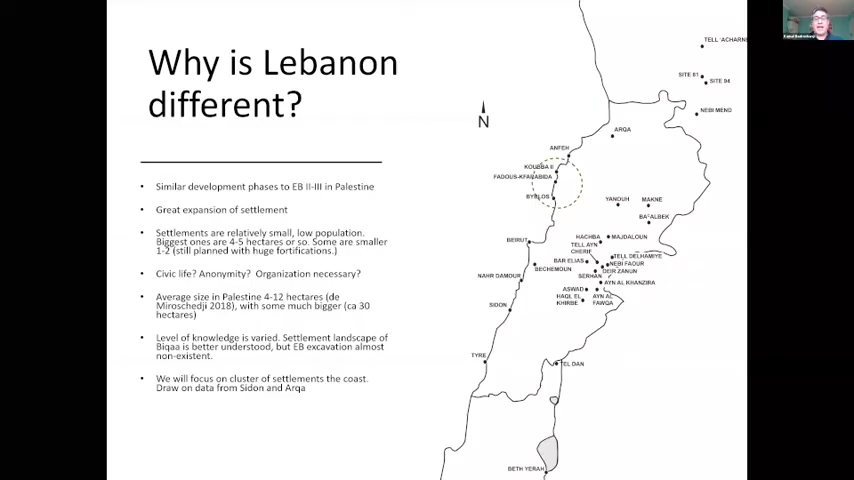 Why is Lebanon
different?
• Similar development phases to EB II-III in Palestine
• Great expansion of settlement
• Settlements are relatively small, low population.
Biggest ones are 4-5 hectares or so. Some are smaller
1-2 (still planned with huge fortifications.)
• Civic life? Anonymity? Organization necessary?
• Average size in Palestine 4-12 hectares (de
Miroschedji 2018), with some much bigger (ca 30
hectares)
• Level of knowledge is varied. Settlement landscape of
Biqaa is better understood, but EB excavation almost
non-existent.
• We will focus on cluster of settlements the coast.
Draw on data from Sidon and Arqa
N
TELL 'ACHARNE
SITE 81
SITE 94
NEBI MEND
ARQA
ANFEH
KOUBBA II
FADOUS-KFARABIDA
BYBLOS
YANOUH
MAKNE
BA'ALBEK
BEIRUT
HACHBA
MAJDALOUN
TELL AYN
CHERIF
TELL DELHAMIYE
BAR ELIAS
NEBI FAOUR
BECHEMOUN
DEIR ZANUN
SERHAN
NAHR DAMOUR
AYN AL KHANZIRA
ASWAD
HAQL EL
KHIRBE
AYN AL
FAWQA
SIDON
TYRE
TEL DAN
BETH YERAH